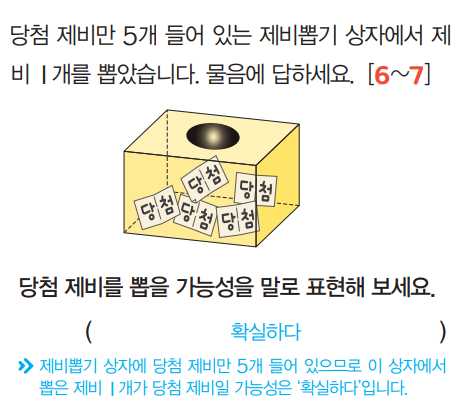 당첨 제비만 5개 들어 있는 제비뽑기 상자에서 제
비 1개를 뽑았습니다. 물음에 답하세요. [6~7]
당첨
당첨
당첨
당첨
당첨
당첨 제비를 뽑을 가능성을 말로 표현해 보세요.
( 확실하다 )
제비뽑기 상자에 당첨 제비만 5개 들어 있으므로 이 상자에서
뽑은 제비 1개가 당첨 제비일 가능성은 ‘확실하다’입니다.